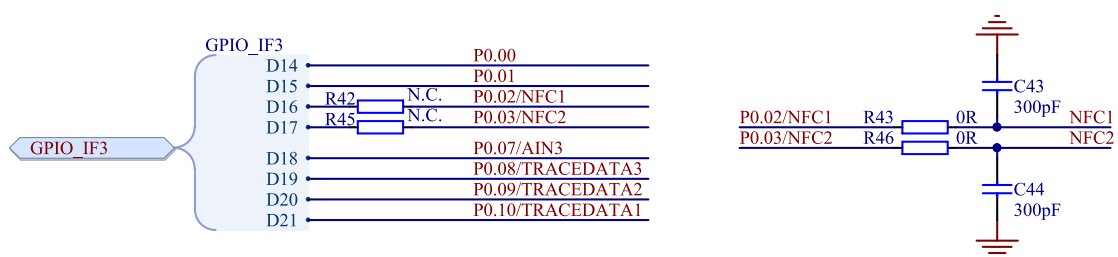 GPIO_IF3
GPIO_IF3
D14 P0.00
D15 P0.01
D16 R42 N.C. P0.02/NFC1
D17 R45 N.C. P0.03/NFC2
D18 P0.07/AIN3
D19 P0.08/TRACEDATA3
D20 P0.09/TRACEDATA2
D21 P0.10/TRACEDATA1
C43
300pF
P0.02/NFC1 R43 0R NFC1
P0.03/NFC2 R46 0R NFC2
C44
300pF